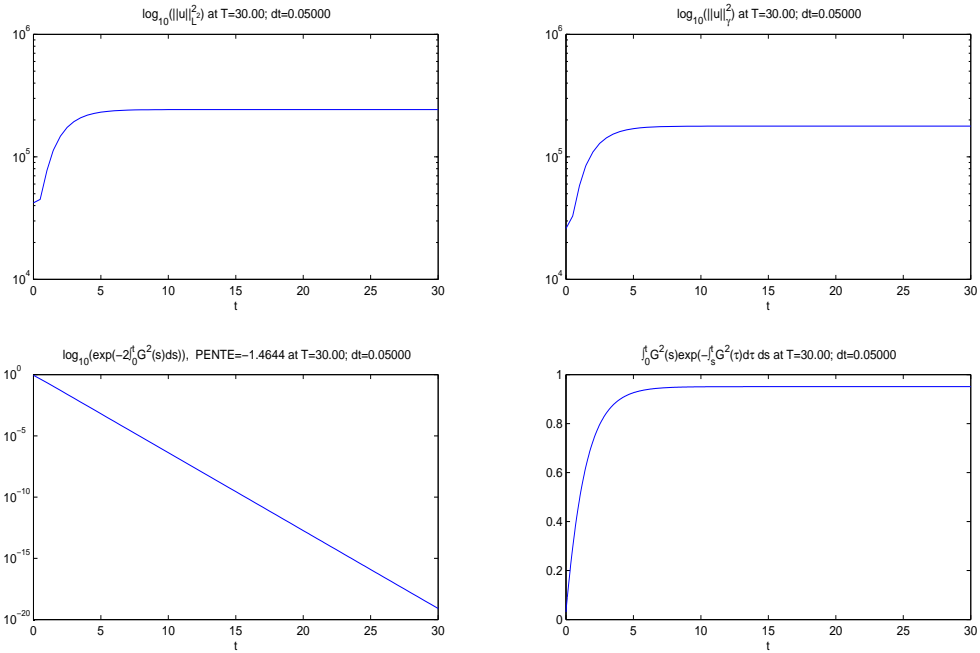 log₁₀(||u||²_L²) at T=30.00; dt=0.05000
10⁶
10⁵
10⁴
0 5 10 15 20 25 30
t
log₁₀(||u||²_γ) at T=30.00; dt=0.05000
10⁶
10⁵
10⁴
0 5 10 15 20 25 30
t
log₁₀(exp(−2∫₀ᵗG²(s)ds)), PENTE=−1.4644 at T=30.00; dt=0.05000
10⁰
10⁻⁵
10⁻¹⁰
10⁻¹⁵
10⁻²⁰
0 5 10 15 20 25 30
t
∫₀ᵗG²(s)exp(−∫ₛᵗG²(τ)dτ ds at T=30.00; dt=0.05000
1
0.8
0.6
0.4
0.2
0
0 5 10 15 20 25 30
t